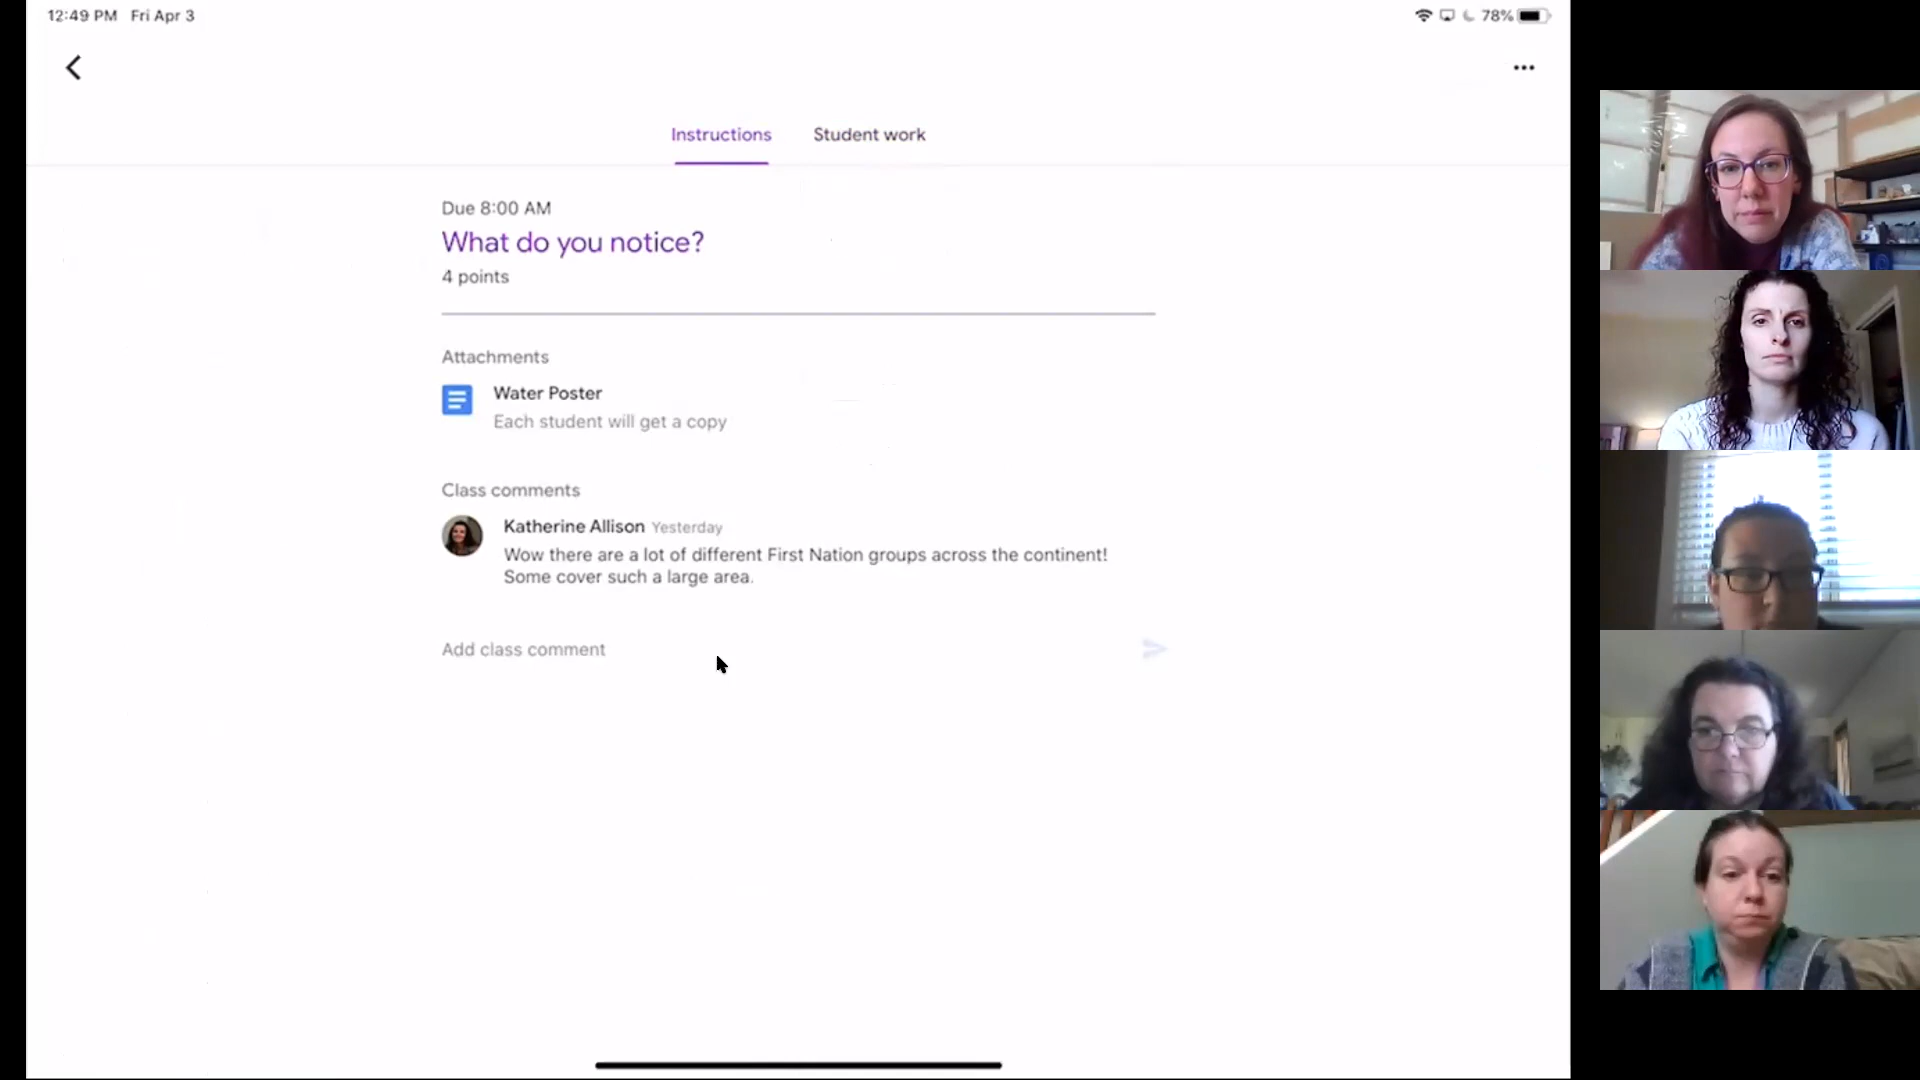 12:49 PM Fri Apr 3
78%
Instructions
Student work
Due 8:00 AM
What do you notice?
4 points
Attachments
Water Poster
Each student will get a copy
Class comments
Katherine Allison Yesterday
Wow there are a lot of different First Nation groups across the continent!
Some cover such a large area.
Add class comment